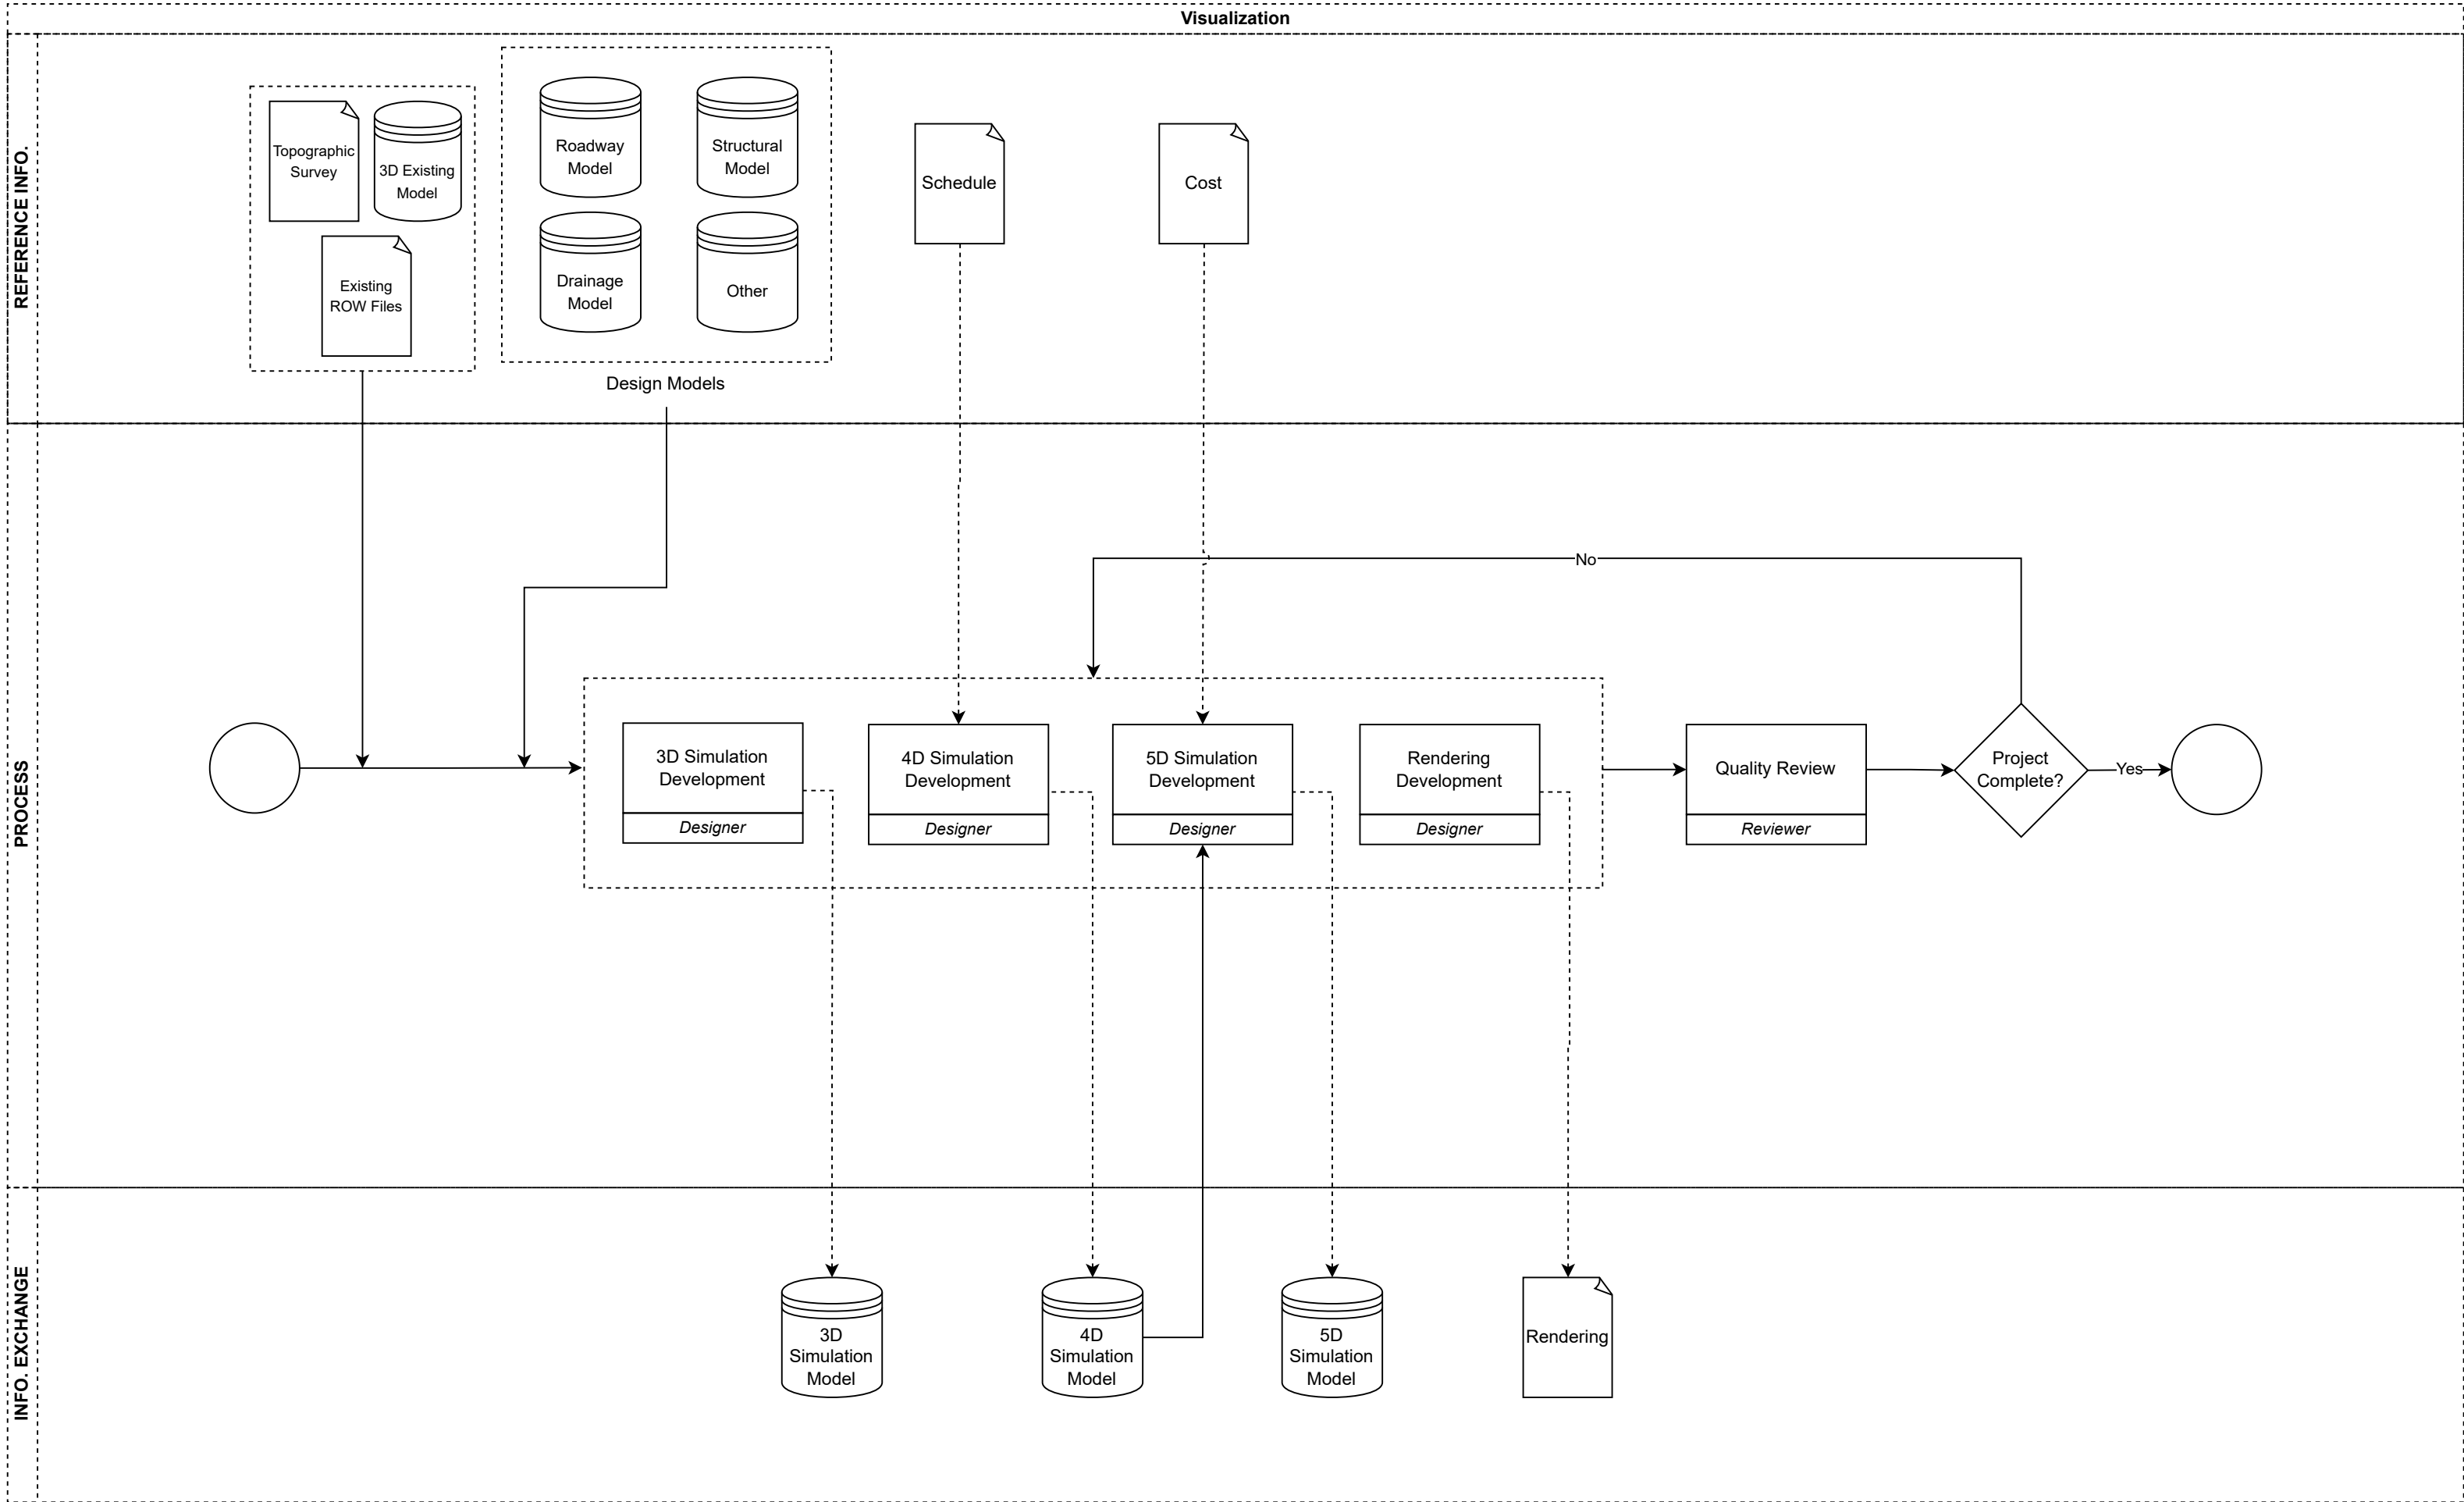 Visualization
REFERENCE INFO.
Topographic
Survey
3D Existing
Model
Existing
ROW Files
Roadway
Model
Structural
Model
Drainage
Model
Other
Design Models
Schedule
Cost
PROCESS
No
3D Simulation
Development
Designer
4D Simulation
Development
Designer
5D Simulation
Development
Designer
Rendering
Development
Designer
Quality Review
Reviewer
Project
Complete?
Yes
INFO. EXCHANGE
3D
Simulation
Model
4D
Simulation
Model
5D
Simulation
Model
Rendering